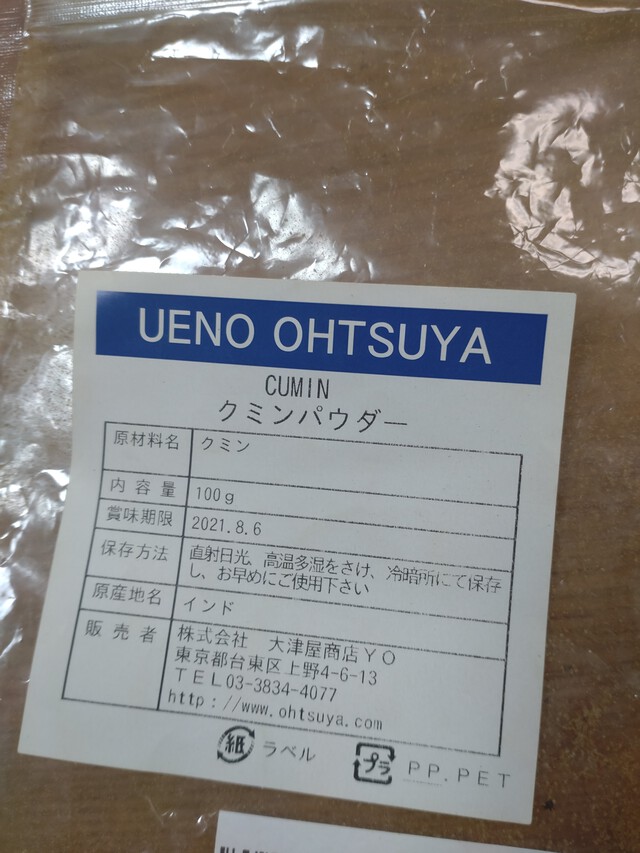 UENO OHTSUYA
CUMIN
クミンパウダー
原材料名 クミン
内容量 100g
賞味期限 2021.8.6
保存方法 直射日光、高温多湿をさけ、冷暗所にて保存
し、お早めにご使用下さい
原産地名 インド
販売者 株式会社 大津屋商店YO
東京都台東区上野4-6-13
TEL03-3834-4077
http://www.ohtsuya.com
紙 ラベル プラ PP.PET